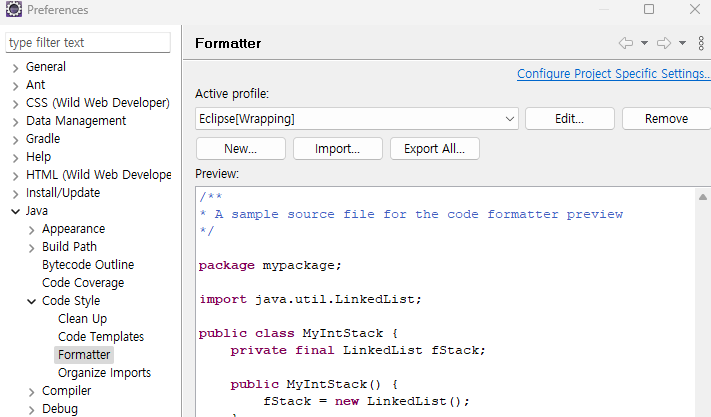 Preferences
type filter text
General
Ant
CSS (Wild Web Developer)
Data Management
Gradle
Help
HTML (Wild Web Develope
Install/Update
Java
Appearance
Build Path
Bytecode Outline
Code Coverage
Code Style
Clean Up
Code Templates
Formatter
Organize Imports
Compiler
Debug
Formatter
Configure Project Specific Settings...
Active profile:
Eclipse[Wrapping]
Edit...
Remove
New...
Import...
Export All...
Preview:
/**
* A sample source file for the code formatter preview
*/
package mypackage;
import java.util.LinkedList;
public class MyIntStack {
private final LinkedList fStack;
public MyIntStack() {
fStack = new LinkedList();